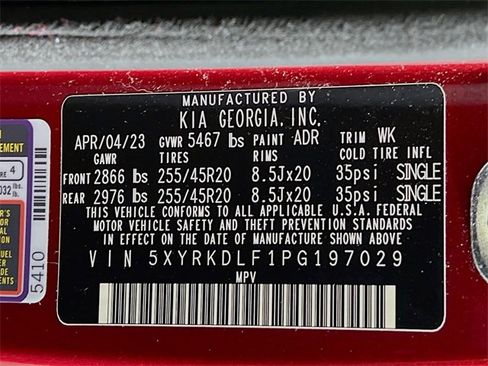 MANUFACTURED BY
KIA GEORGIA, INC.
APR/04/23 GVWR 5467 lbs PAINT ADR TRIM WK
GAWR TIRES RIMS COLD TIRE INFL
FRONT 2866 lbs 255/45R20 8.5Jx20 35psi SINGLE
REAR 2976 lbs 255/45R20 8.5Jx20 35psi SINGLE
THIS VEHICLE CONFORMS TO ALL APPLICABLE U.S.A. FEDERAL
MOTOR VEHICLE SAFETY AND THEFT PREVENTION STANDARDS
IN EFFECT ON THE DATE OF MANUFACTURE SHOWN ABOVE.
VIN 5XYRKDLF1PG197029
MPV
4
032 lbs.
5410